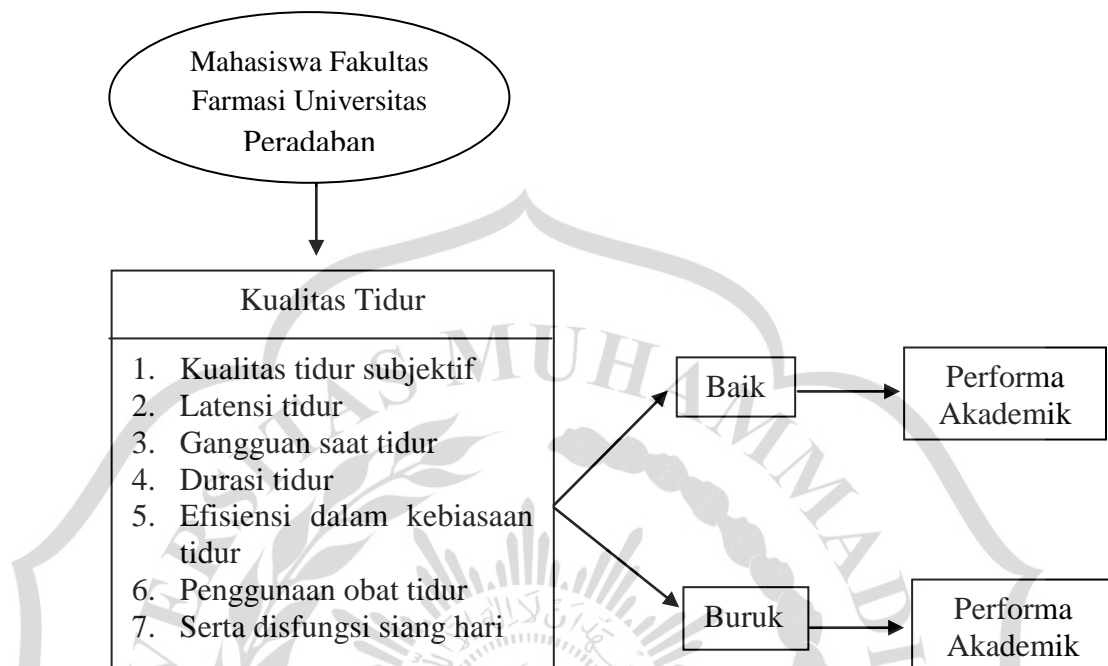 Mahasiswa Fakultas
Farmasi Universitas
Peradaban
Kualitas Tidur
1. Kualitas tidur subjektif
2. Latensi tidur
3. Gangguan saat tidur
4. Durasi tidur
5. Efisiensi dalam kebiasaan
tidur
6. Penggunaan obat tidur
7. Serta disfungsi siang hari
Baik
Performa
Akademik
Buruk
Performa
Akademik